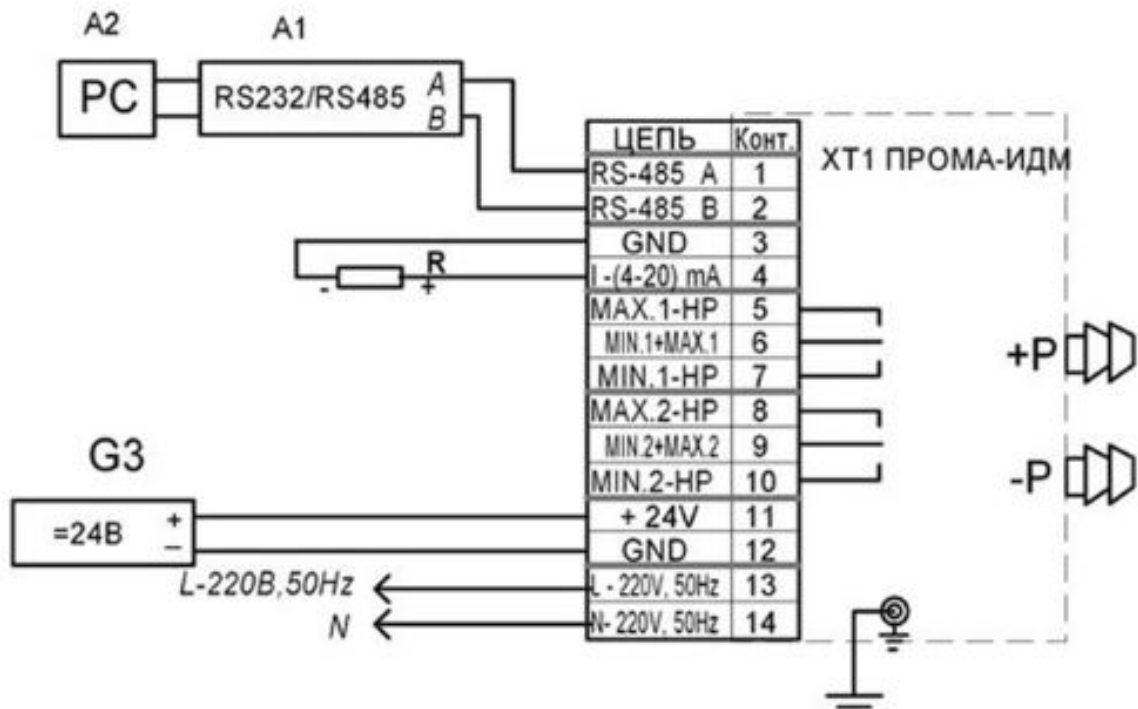 A2
A1
PC
RS232/RS485 A
B
ЦЕПЬ Конт.
XT1 ПРОМА-ИДМ
RS-485 A 1
RS-485 B 2
GND 3
R
- +
I -(4-20) mA 4
MAX.1-HP 5
MIN.1+MAX.1 6
MIN.1-HP 7
+P
MAX.2-HP 8
MIN.2+MAX.2 9
MIN.2-HP 10
-P
G3
=24В + –
+ 24V 11
GND 12
L-220В,50Hz
L - 220V, 50Hz 13
N
N- 220V, 50Hz 14